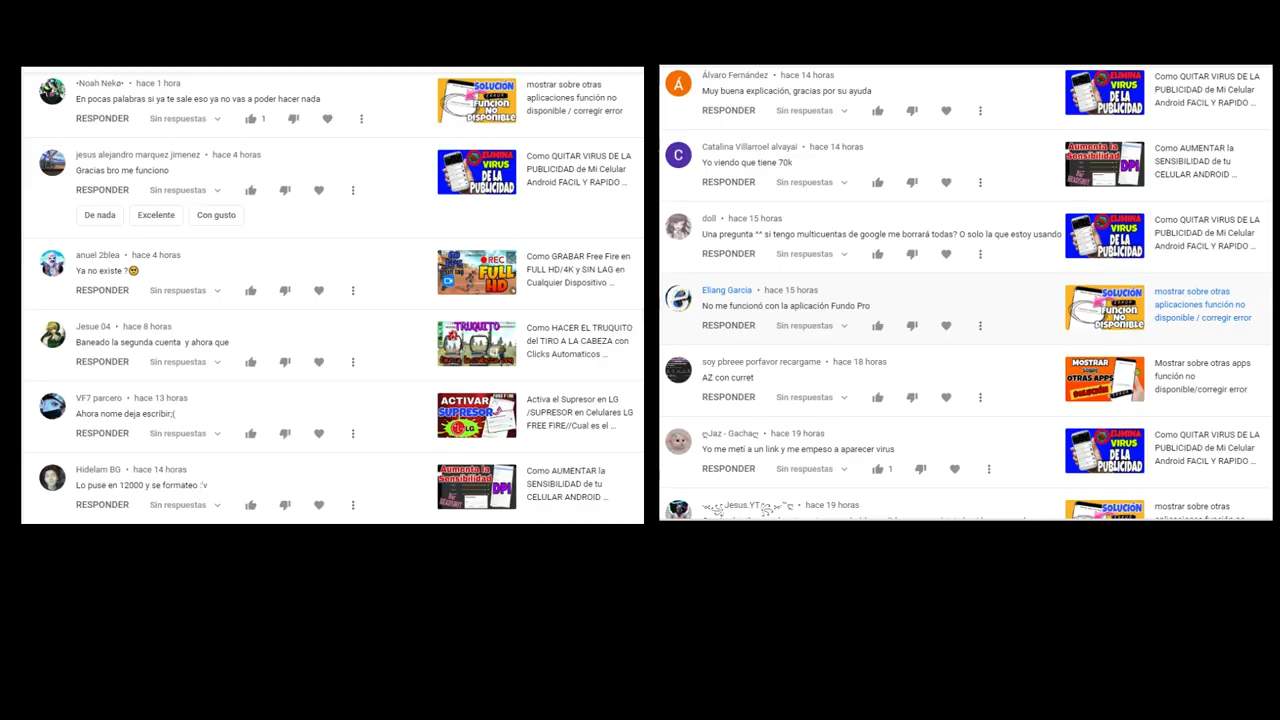 •Noah Nekø• • hace 1 hora
En pocas palabras si ya te sale eso ya no vas a poder hacer nada
RESPONDER Sin respuestas 1
SOLUCIÓN
ERROR
FUNCION NO DISPONIBLE
mostrar sobre otras
aplicaciones función no
disponible / corregir error
jesus alejandro marquez jimenez • hace 4 horas
Gracias bro me funciono
RESPONDER Sin respuestas
De nada Excelente Con gusto
ELIMINA
VIRUS
DE LA
PUBLICIDAD
Como QUITAR VIRUS DE LA
PUBLICIDAD de Mi Celular
Android FACIL Y RAPIDO ...
anuel 2blea • hace 4 horas
Ya no existe ?
RESPONDER Sin respuestas
REC
FULL
HD
Como GRABAR Free Fire en
FULL HD/4K y SIN LAG en
Cualquier Dispositivo ...
Jesue 04 • hace 8 horas
Baneado la segunda cuenta y ahora que
RESPONDER Sin respuestas
TRUQUITO
Como HACER EL TRUQUITO
del TIRO A LA CABEZA con
Clicks Automaticos ...
VF7 parcero • hace 13 horas
Ahora nome deja escribir;(
RESPONDER Sin respuestas
ACTIVAR
SUPRESOR
LG
Activa el Supresor en LG
/SUPRESOR en Celulares LG
FREE FIRE//Cual es el ...
Hidelam BG • hace 14 horas
Lo puse en 12000 y se formateo :'v
RESPONDER Sin respuestas
Aumenta la
Sensibilidad
DPI
Como AUMENTAR la
SENSIBILIDAD de tu
CELULAR ANDROID ...
Á
Álvaro Fernández • hace 14 horas
Muy buena explicación, gracias por su ayuda
RESPONDER Sin respuestas
ELIMINA
VIRUS
DE LA
PUBLICIDAD
Como QUITAR VIRUS DE LA
PUBLICIDAD de Mi Celular
Android FACIL Y RAPIDO ...
C
Catalina Villarroel alvayai • hace 14 horas
Yo viendo que tiene 70k
RESPONDER Sin respuestas
Aumenta la
Sensibilidad
DPI
Como AUMENTAR la
SENSIBILIDAD de tu
CELULAR ANDROID ...
doll • hace 15 horas
Una pregunta ^^ si tengo multicuentas de google me borrará todas? O solo la que estoy usando
RESPONDER Sin respuestas
ELIMINA
VIRUS
DE LA
PUBLICIDAD
Como QUITAR VIRUS DE LA
PUBLICIDAD de Mi Celular
Android FACIL Y RAPIDO ...
Eliang Garcia • hace 15 horas
No me funcionó con la aplicación Fundo Pro
RESPONDER Sin respuestas
SOLUCIÓN
ERROR
FUNCION NO DISPONIBLE
mostrar sobre otras
aplicaciones función no
disponible / corregir error
soy pbreee porfavor recargame • hace 18 horas
AZ con curret
RESPONDER Sin respuestas
MOSTRAR
SOBRE
OTRAS APPS
Mostrar sobre otras apps
función no
disponible/corregir error
ღJaz - Gachaღ • hace 19 horas
Yo me metí a un link y me empeso a aparecer virus
RESPONDER Sin respuestas 1
ELIMINA
VIRUS
DE LA
PUBLICIDAD
Como QUITAR VIRUS DE LA
PUBLICIDAD de Mi Celular
Android FACIL Y RAPIDO ...
Jesus.YT • hace 19 horas
SOLUCIÓN
mostrar sobre otras